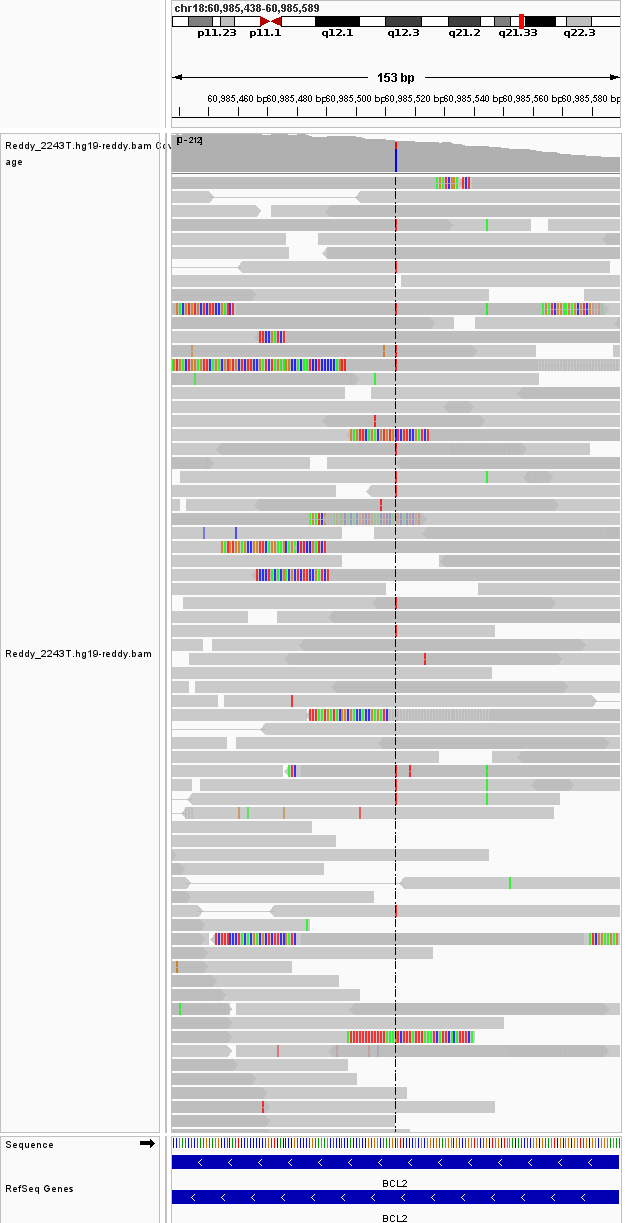 chr18:60,985,438-60,985,589
p11.23 p11.1 q12.1 q12.3 q21.2 q21.33 q22.3
153 bp
60,985,460 bp 60,985,480 bp 60,985,500 bp 60,985,520 bp 60,985,540 bp 60,985,560 bp 60,985,580 bp
[0-212]
Reddy_2243T.hg19-reddy.bam Cov
age
Reddy_2243T.hg19-reddy.bam
Sequence
BCL2
RefSeq Genes
BCL2